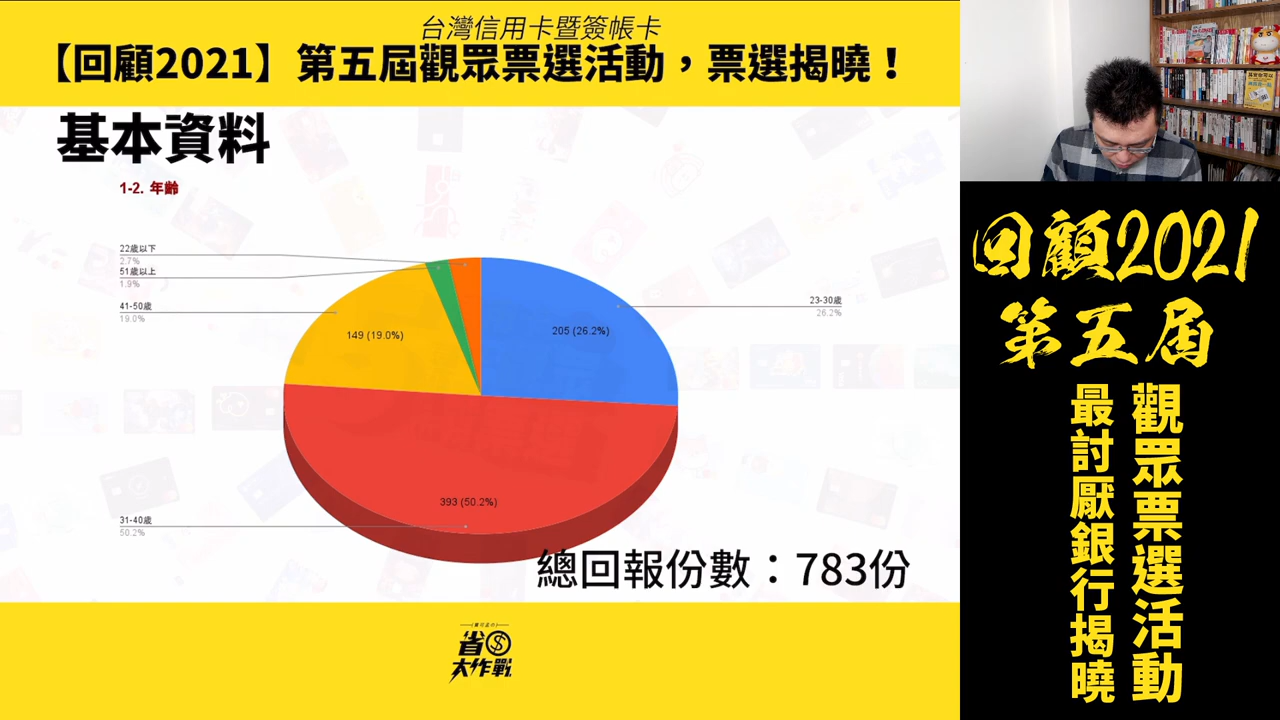 台灣信用卡暨簽帳卡
【回顧2021】第五屆觀眾票選活動，票選揭曉！
基本資料
1-2. 年齡
22歲以下
2.7%
51歲以上
1.9%
41-50歲
19.0%
31-40歲
50.2%
23-30歲
26.2%
149 (19.0%)
205 (26.2%)
393 (50.2%)
總回報份數：783份
省$
大作戰
回顧2021
第五屆
觀眾票選活動
最討厭銀行揭曉